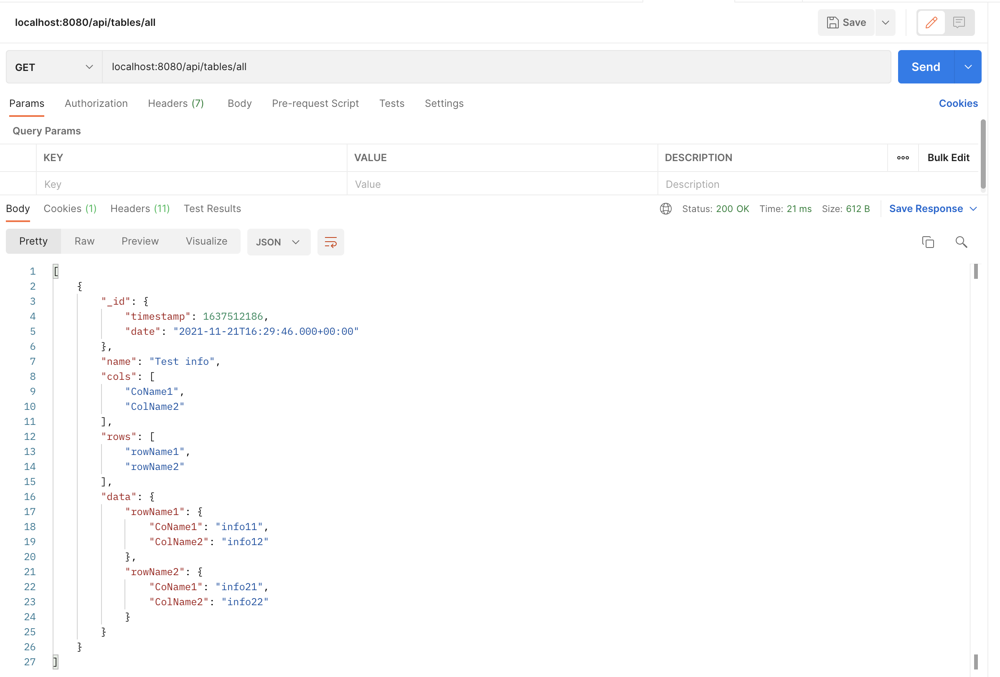 localhost:8080/api/tables/all
Save
GET
localhost:8080/api/tables/all
Send
Params Authorization Headers (7) Body Pre-request Script Tests Settings Cookies
Query Params
KEY VALUE DESCRIPTION Bulk Edit
Key Value Description
Body Cookies (1) Headers (11) Test Results Status: 200 OK Time: 21 ms Size: 612 B Save Response
Pretty Raw Preview Visualize JSON
1 [
2 {
3 "_id": {
4 "timestamp": 1637512186,
5 "date": "2021-11-21T16:29:46.000+00:00"
6 },
7 "name": "Test info",
8 "cols": [
9 "CoName1",
10 "ColName2"
11 ],
12 "rows": [
13 "rowName1",
14 "rowName2"
15 ],
16 "data": {
17 "rowName1": {
18 "CoName1": "info11",
19 "ColName2": "info12"
20 },
21 "rowName2": {
22 "CoName1": "info21",
23 "ColName2": "info22"
24 }
25 }
26 }
27 ]